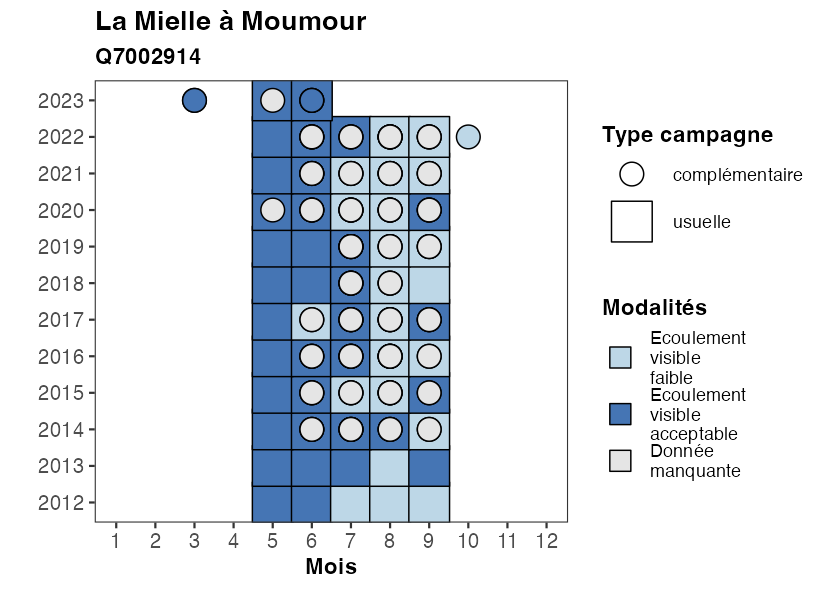 La Mielle à Moumour
Q7002914
2023
2022
2021
2020
2019
2018
2017
2016
2015
2014
2013
2012
1 2 3 4 5 6 7 8 9 10 11 12
Mois
Type campagne
complémentaire
usuelle
Modalités
Ecoulement
visible
faible
Ecoulement
visible
acceptable
Donnée
manquante